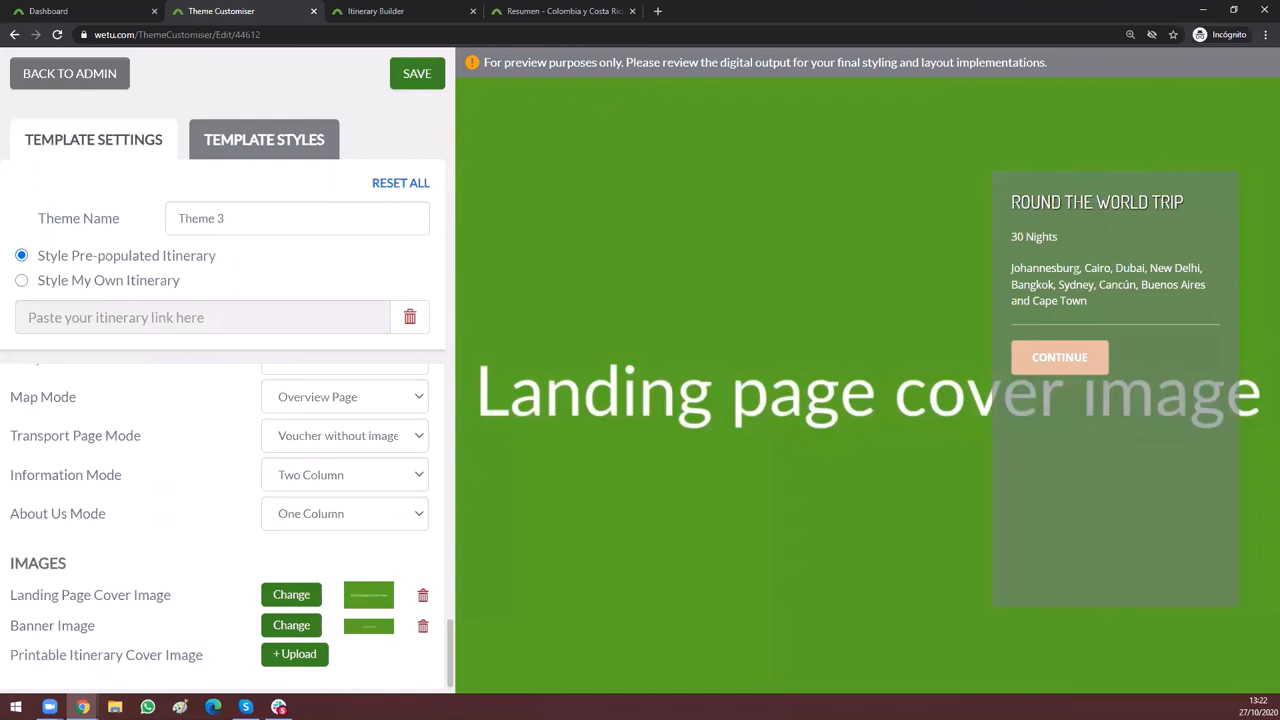 Dashboard
Theme Customiser
Itinerary Builder
Resumen - Colombia y Costa Ric
wetu.com/ThemeCustomiser/Edit/44612
Incógnito
BACK TO ADMIN
SAVE
For preview purposes only. Please review the digital output for your final styling and layout implementations.
TEMPLATE SETTINGS
TEMPLATE STYLES
RESET ALL
Theme Name
Theme 3
Style Pre-populated Itinerary
Style My Own Itinerary
Paste your itinerary link here
Map Mode
Overview Page
Transport Page Mode
Voucher without image
Information Mode
Two Column
About Us Mode
One Column
IMAGES
Landing Page Cover Image
Change
Banner Image
Change
Printable Itinerary Cover Image
+ Upload
Landing page cover image
ROUND THE WORLD TRIP
30 Nights
Johannesburg, Cairo, Dubai, New Delhi,
Bangkok, Sydney, Cancún, Buenos Aires
and Cape Town
CONTINUE
13:22
27/10/2020